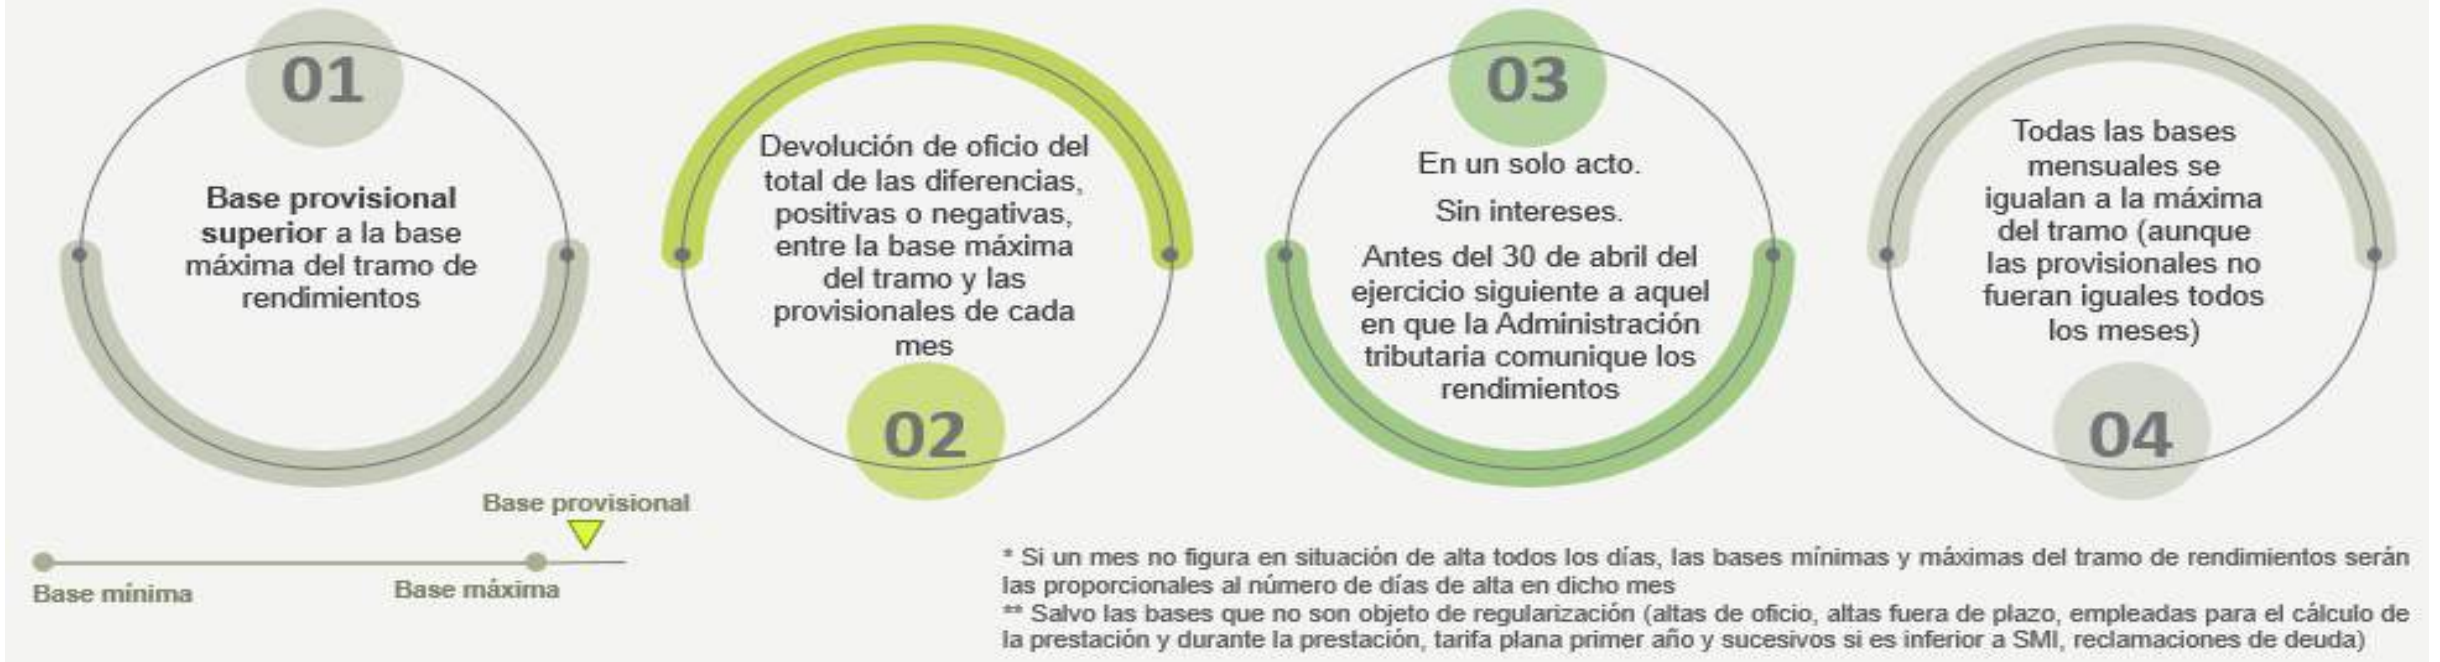 01
Base provisional
superior a la base
máxima del tramo de
rendimientos
Devolución de oficio del
total de las diferencias,
positivas o negativas,
entre la base máxima
del tramo y las
provisionales de cada
mes
02
03
En un solo acto.
Sin intereses.
Antes del 30 de abril del
ejercicio siguiente a aquel
en que la Administración
tributaria comunique los
rendimientos
Todas las bases
mensuales se
igualan a la máxima
del tramo (aunque
las provisionales no
fueran iguales todos
los meses)
04
Base provisional
Base mínima
Base máxima
* Si un mes no figura en situación de alta todos los días, las bases mínimas y máximas del tramo de rendimientos serán
las proporcionales al número de días de alta en dicho mes
** Salvo las bases que no son objeto de regularización (altas de oficio, altas fuera de plazo, empleadas para el cálculo de
la prestación y durante la prestación, tarifa plana primer año y sucesivos si es inferior a SMI, reclamaciones de deuda)